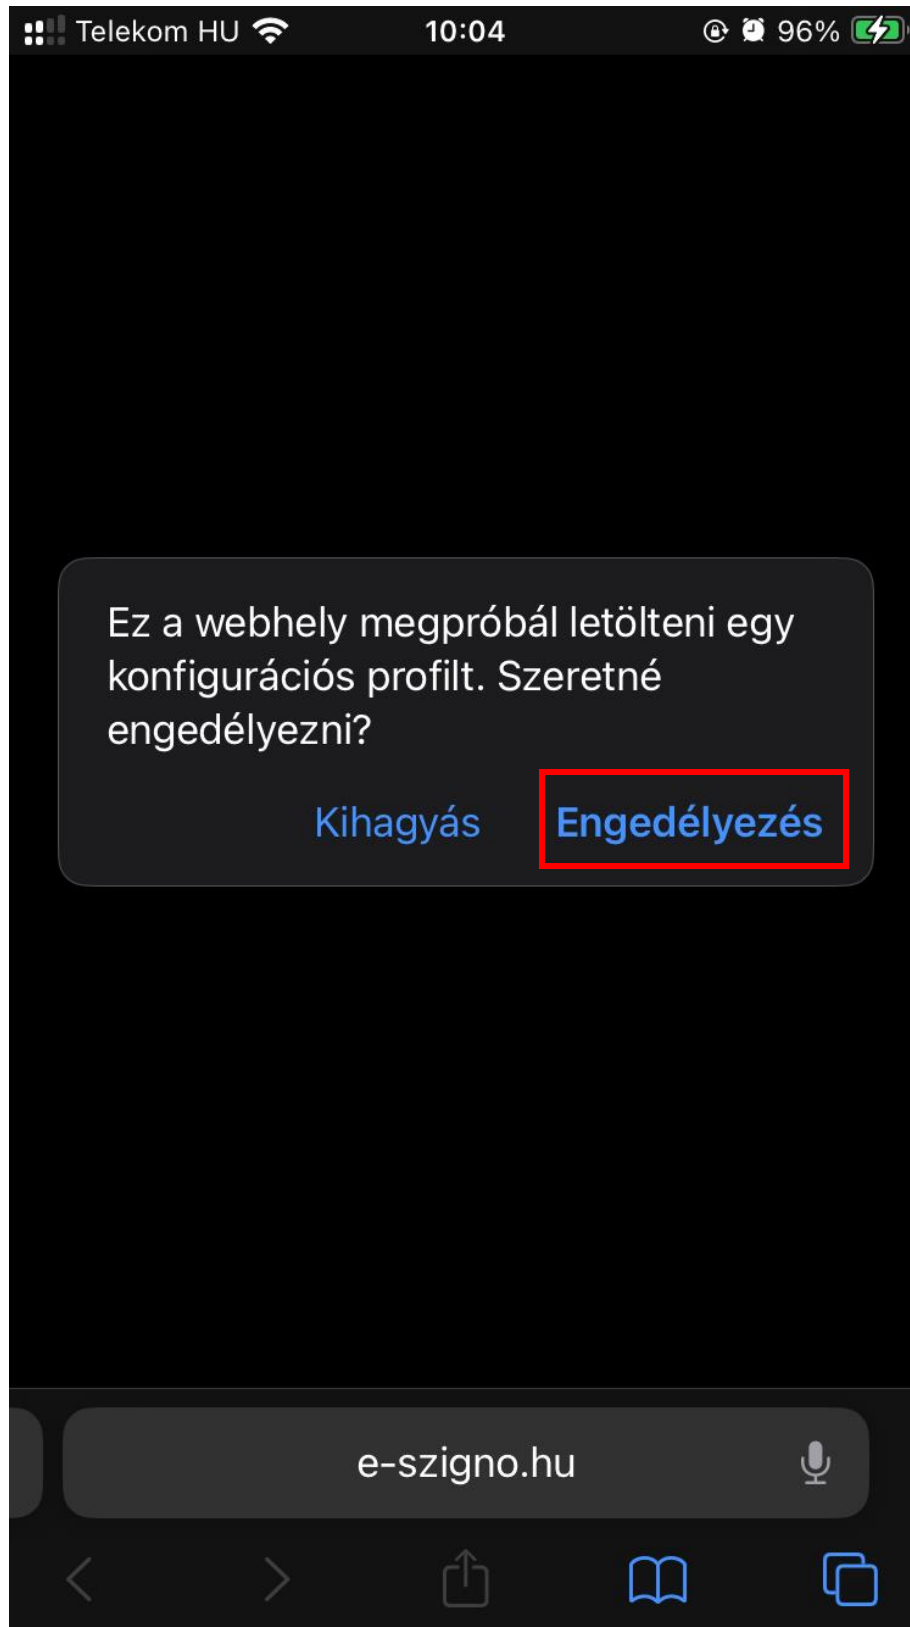 Telekom HU 10:04 96%
Ez a webhely megpróbál letölteni egy
konfigurációs profilt. Szeretné
engedélyezni?
Kihagyás Engedélyezés
e-szigno.hu